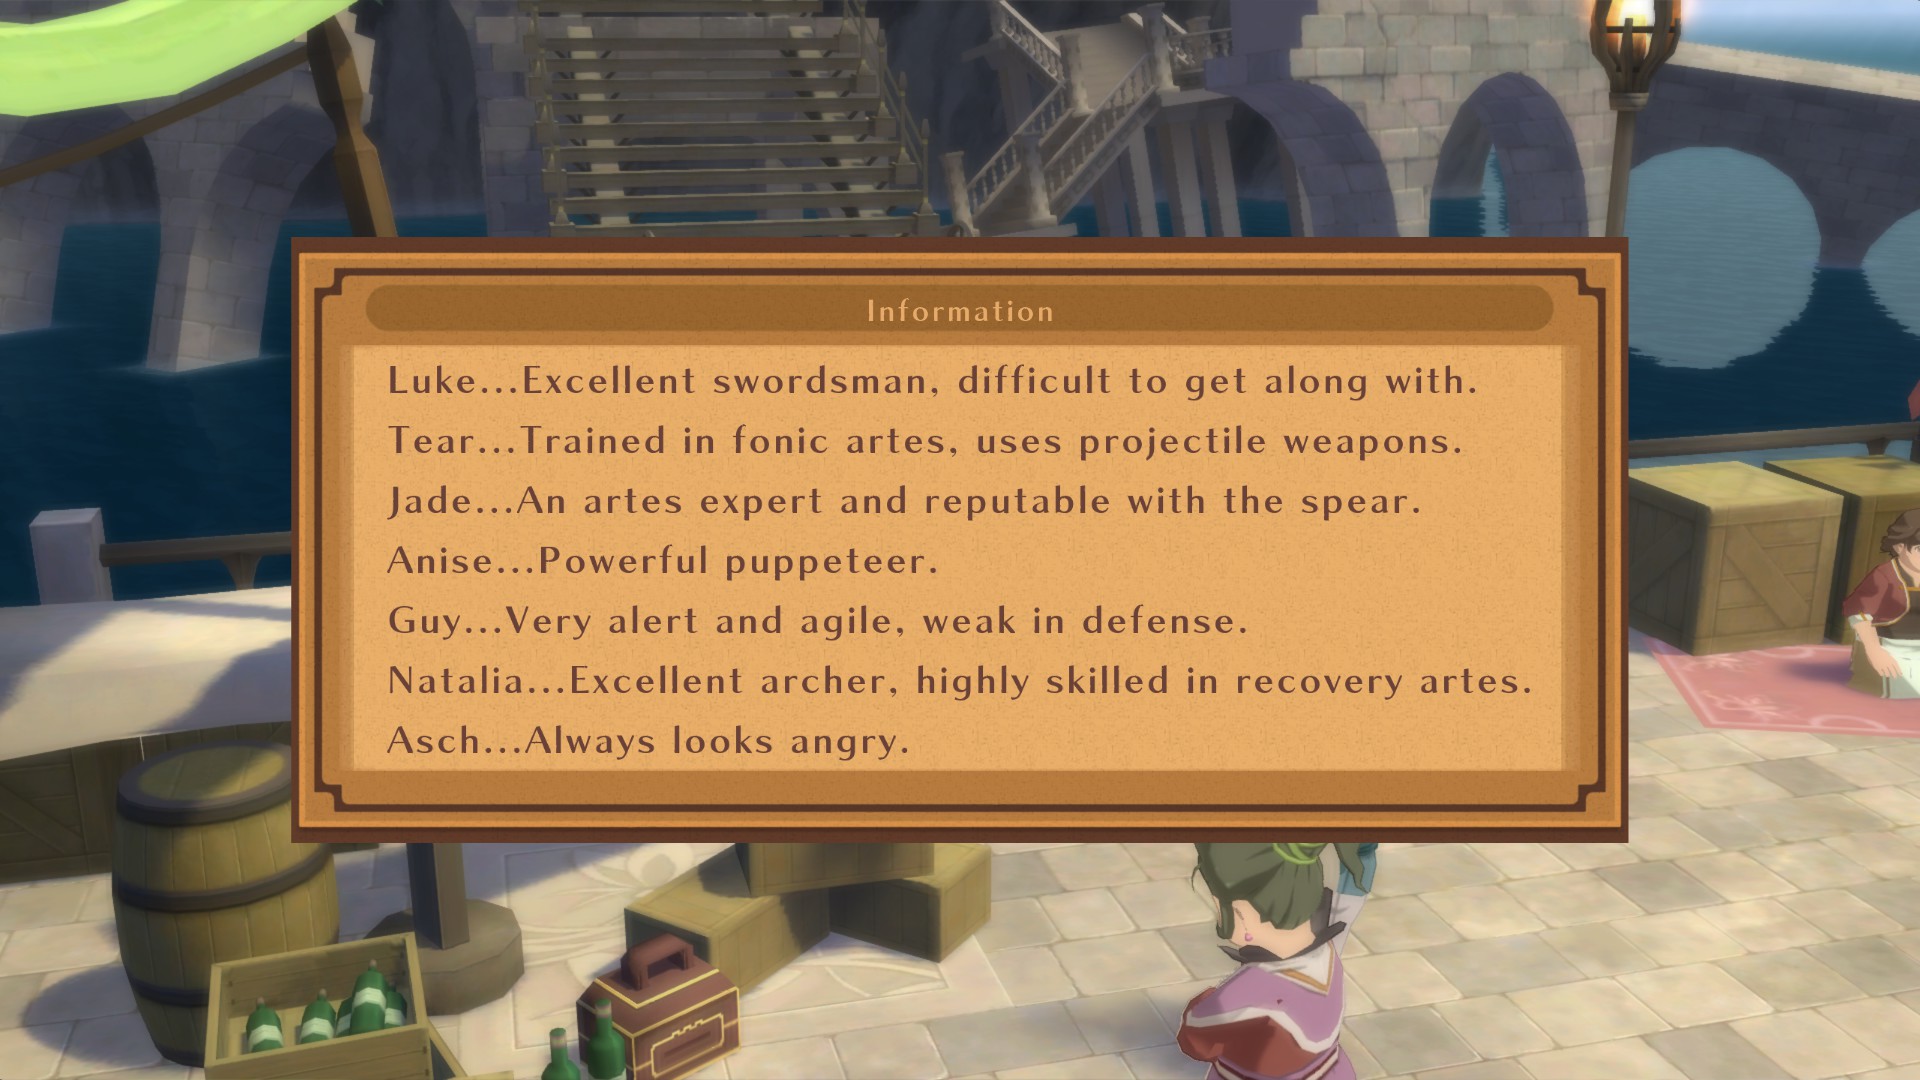 Information
Luke...Excellent swordsman, difficult to get along with.
Tear...Trained in fonic artes, uses projectile weapons.
Jade...An artes expert and reputable with the spear.
Anise...Powerful puppeteer.
Guy...Very alert and agile, weak in defense.
Natalia...Excellent archer, highly skilled in recovery artes.
Asch...Always looks angry.